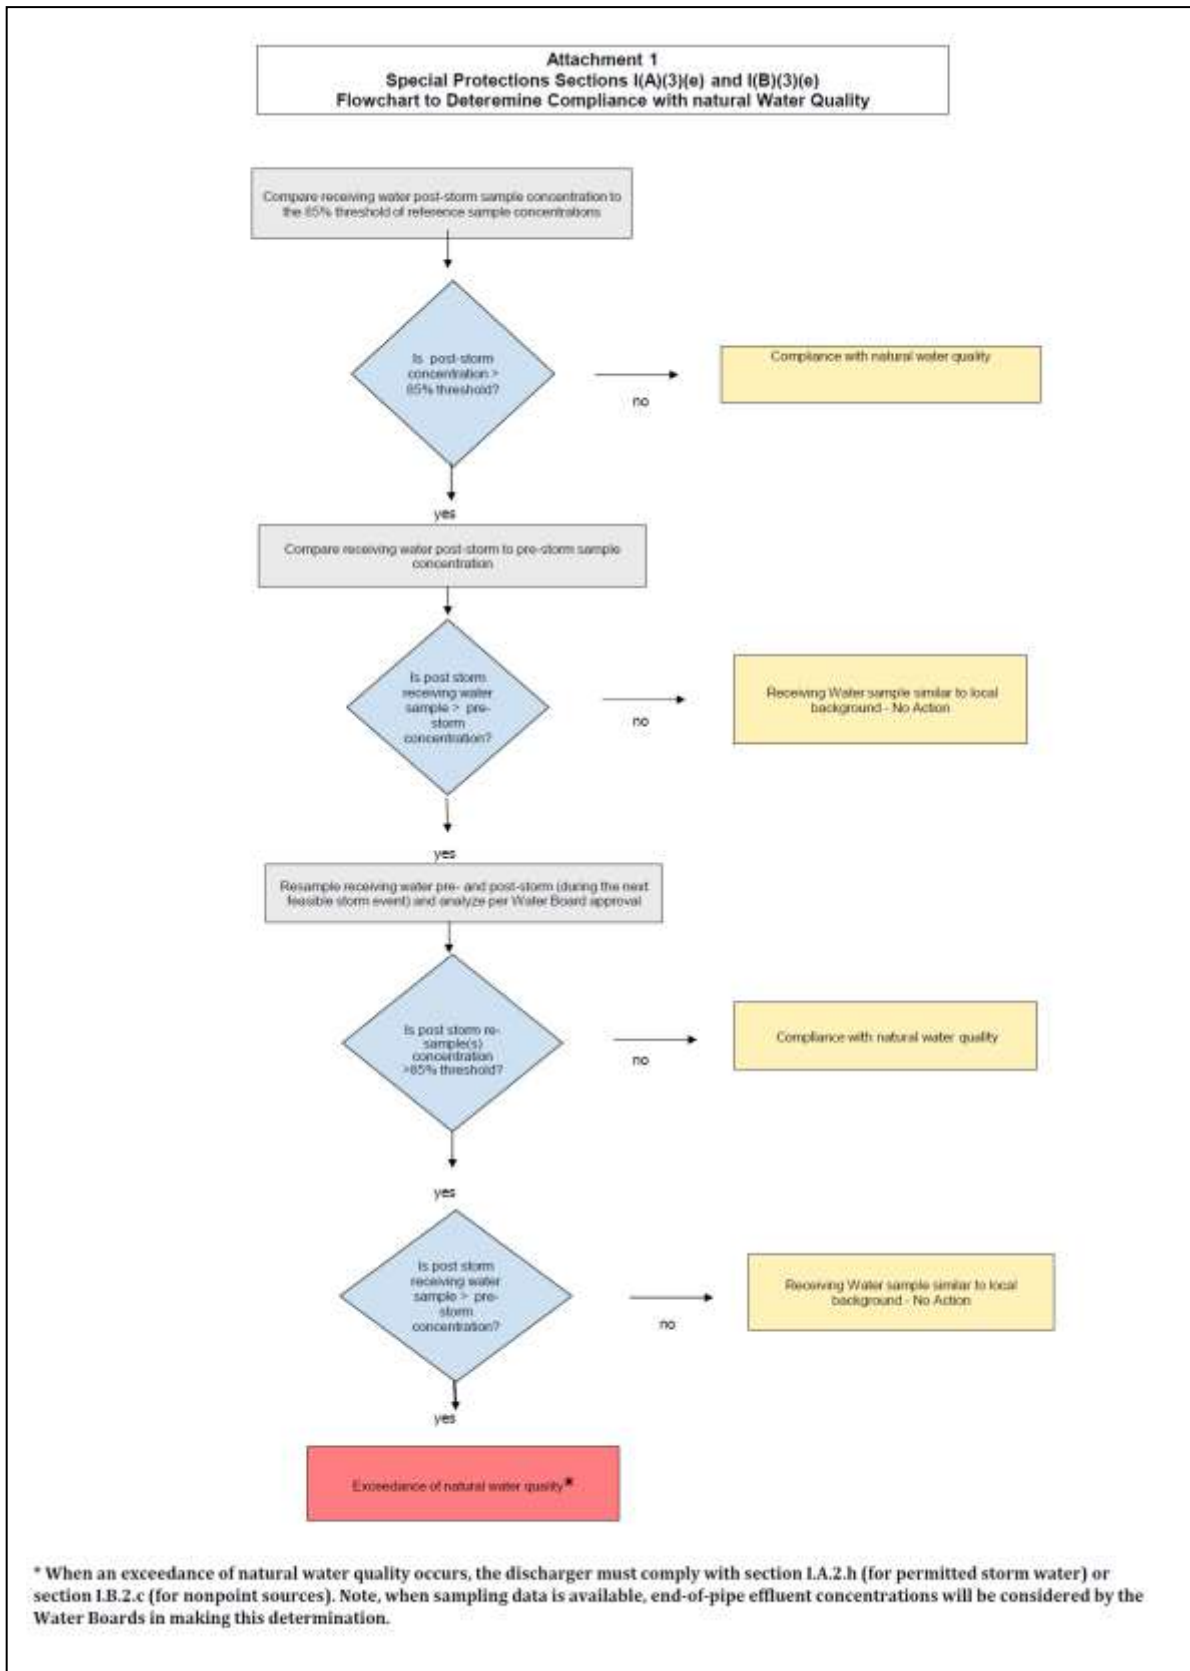 Attachment 1
Special Protections Sections I(A)(3)(e) and I(B)(3)(e)
Flowchart to Deteremine Compliance with natural Water Quality
Compare receiving water post-storm sample concentration to
the 85% threshold of reference sample concentrations
Is post-storm
concentration >
85% threshold?
no
Compliance with natural water quality
yes
Compare receiving water post-storm to pre-storm sample
concentration
Is post storm
receiving water
sample > pre-
storm
concentration?
no
Receiving Water sample similar to local
background - No Action
yes
Resample receiving water pre- and post-storm (during the next
feasible storm event) and analyze per Water Board approval
Is post storm re-
sample(s)
concentration
>85% threshold?
no
Compliance with natural water quality
yes
Is post storm
receiving water
sample > pre-
storm
concentration?
no
Receiving Water sample similar to local
background - No Action
yes
Exceedance of natural water quality*
* When an exceedance of natural water quality occurs, the discharger must comply with section I.A.2.h (for permitted storm water) or
section I.B.2.c (for nonpoint sources). Note, when sampling data is available, end-of-pipe effluent concentrations will be considered by the
Water Boards in making this determination.